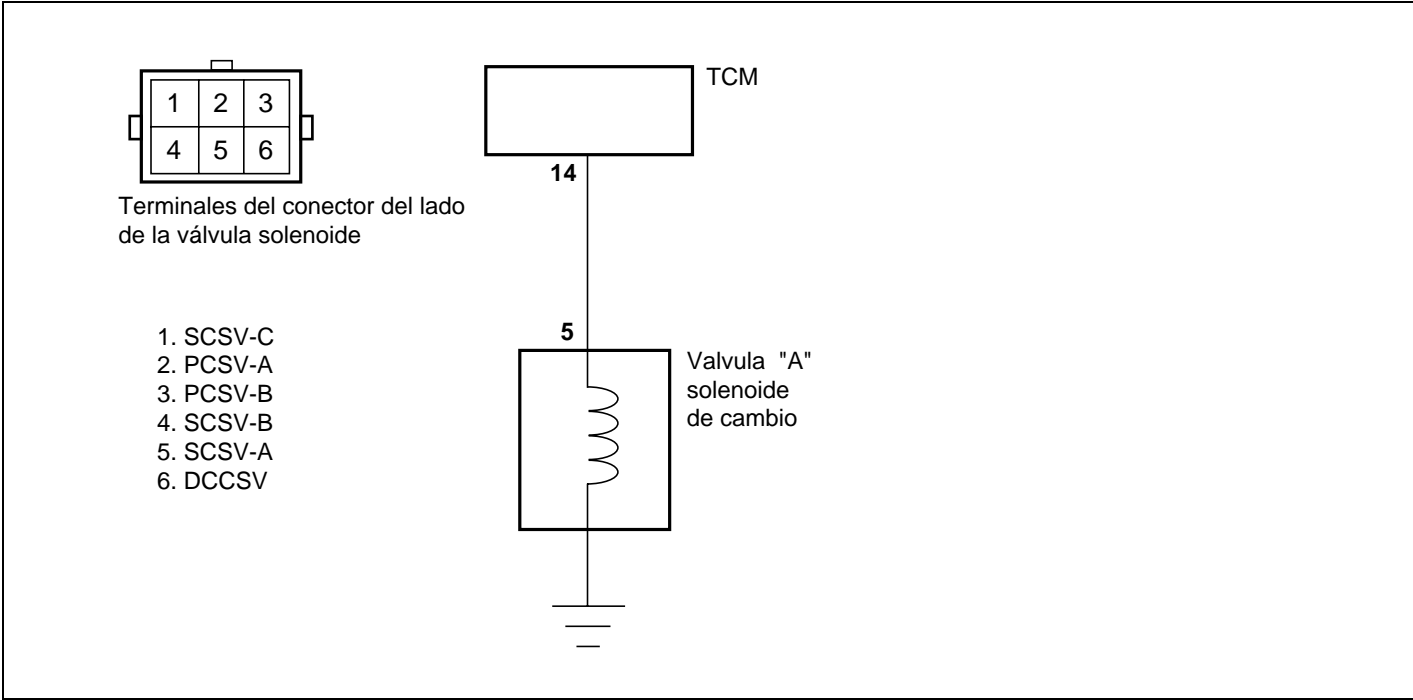 1 2 3
4 5 6
Terminales del conector del lado
de la válvula solenoide
1. SCSV-C
2. PCSV-A
3. PCSV-B
4. SCSV-B
5. SCSV-A
6. DCCSV
TCM
14
5
Valvula "A"
solenoide
de cambio